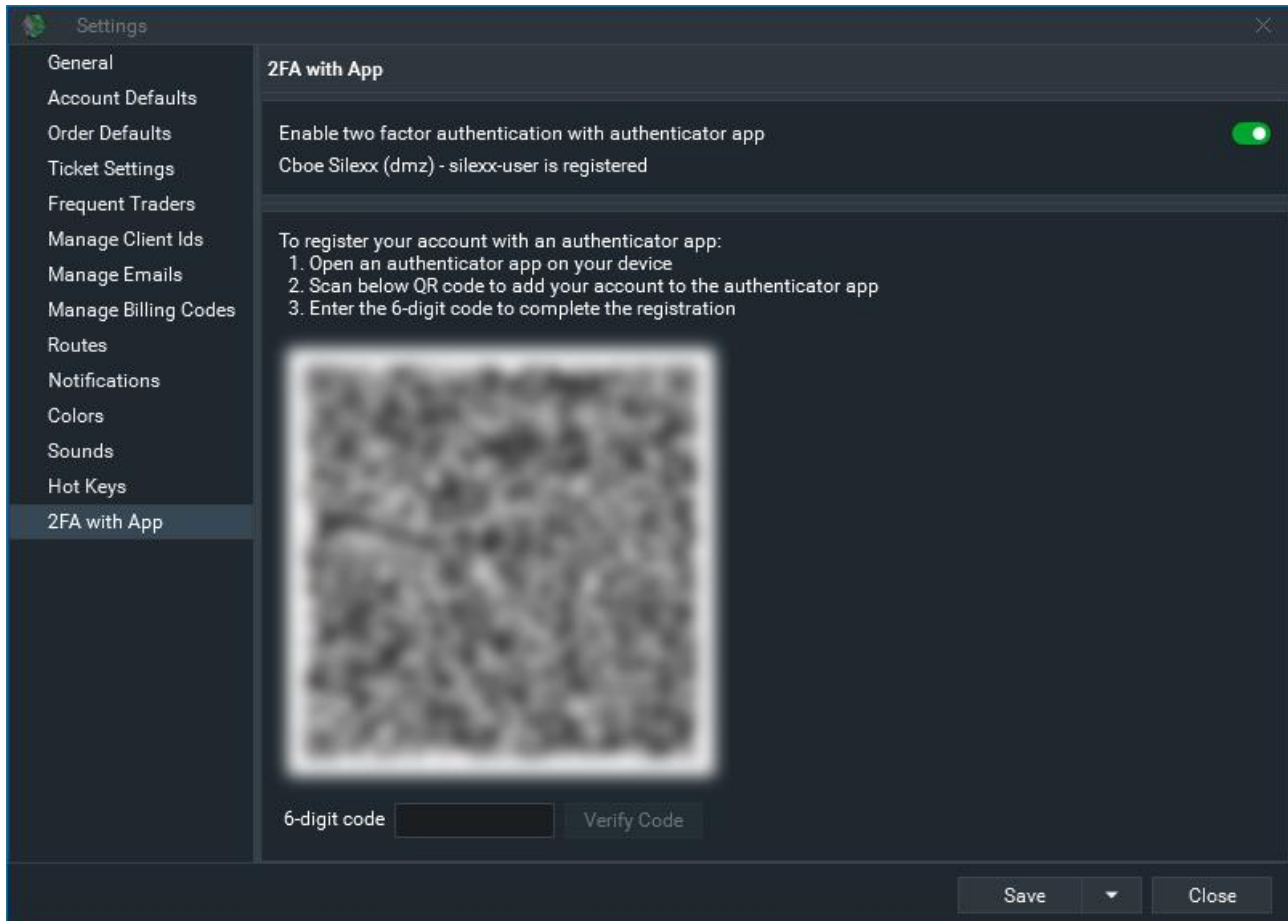 Settings
General
Account Defaults
Order Defaults
Ticket Settings
Frequent Traders
Manage Client Ids
Manage Emails
Manage Billing Codes
Routes
Notifications
Colors
Sounds
Hot Keys
2FA with App
2FA with App
Enable two factor authentication with authenticator app
Cboe Silexx (dmz) - silexx-user is registered
To register your account with an authenticator app:
1. Open an authenticator app on your device
2. Scan below QR code to add your account to the authenticator app
3. Enter the 6-digit code to complete the registration
6-digit code
Verify Code
Save
Close